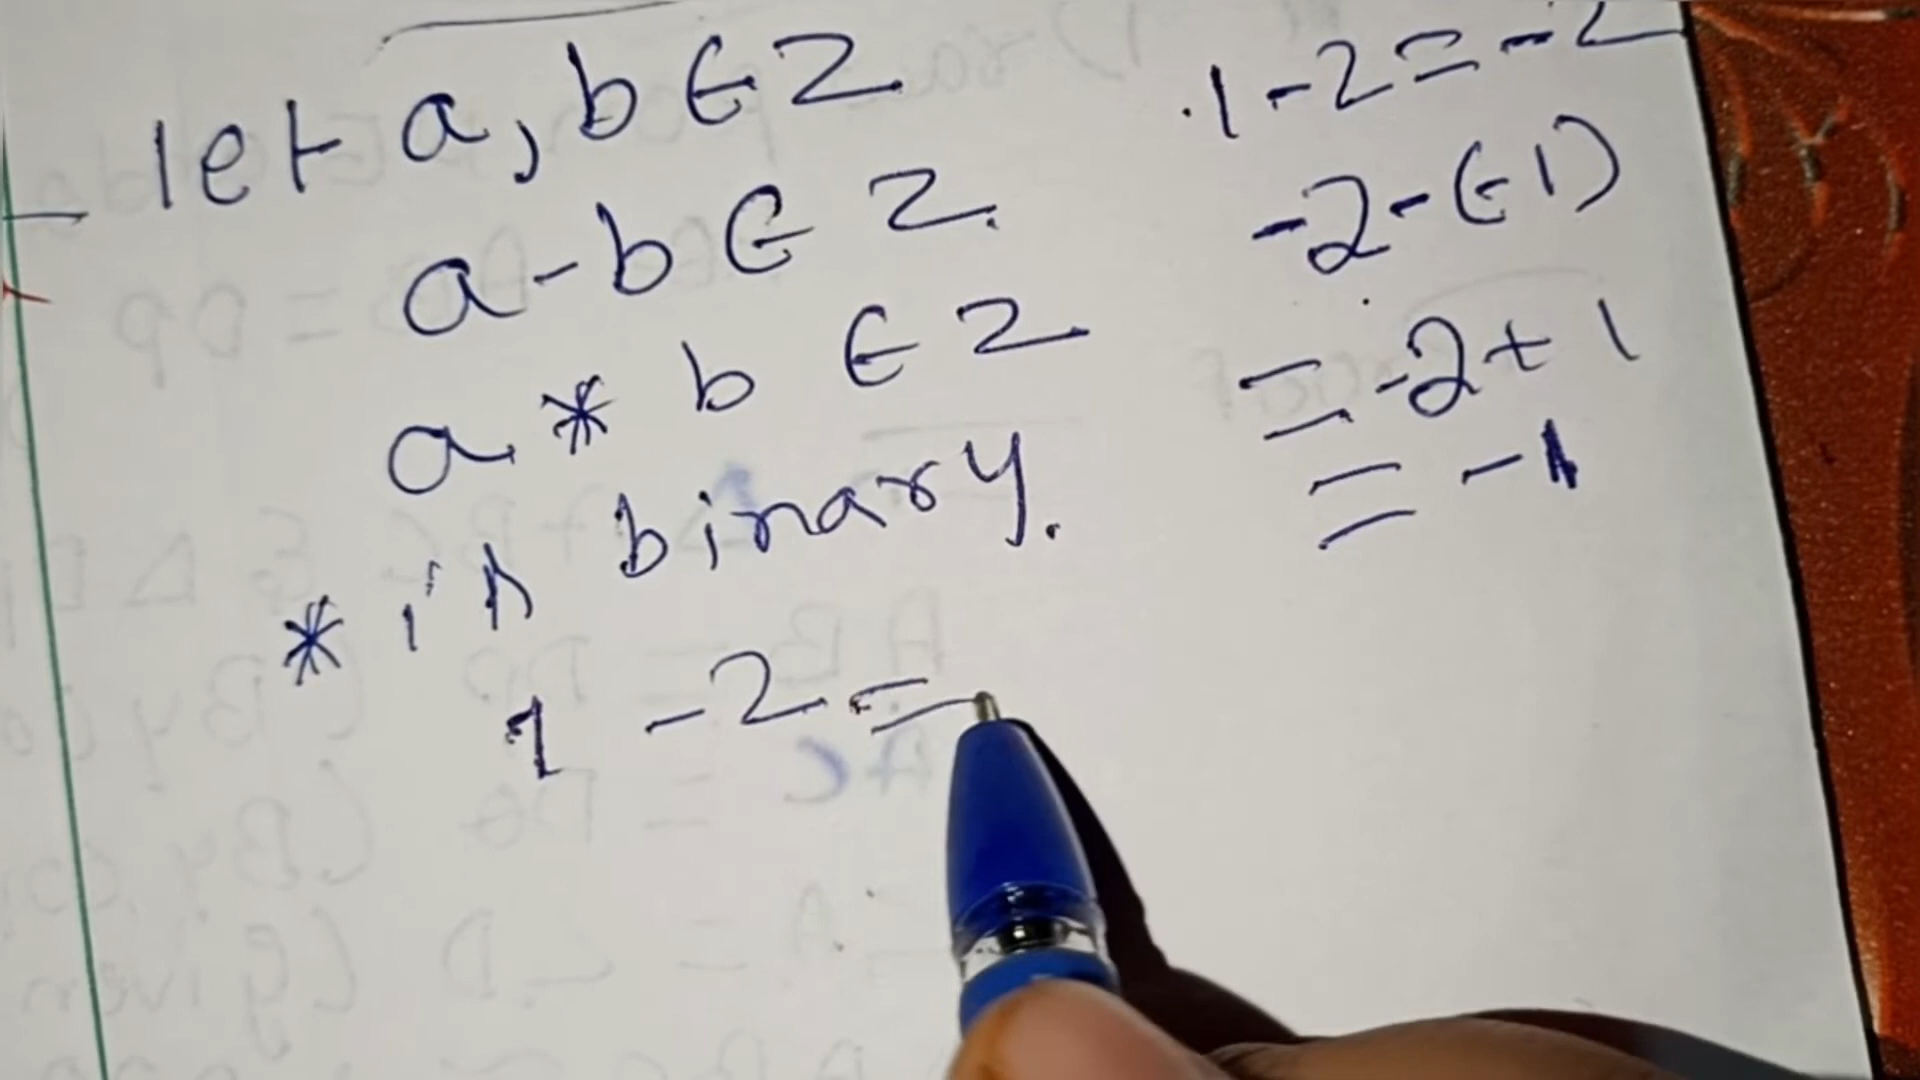 let a, b ∈ Z
a - b ∈ Z.
a * b ∈ Z
* is binary.
1 - 2 =
.1 - 2 = -2
-2 - (-1)
= -2 + 1
= -1